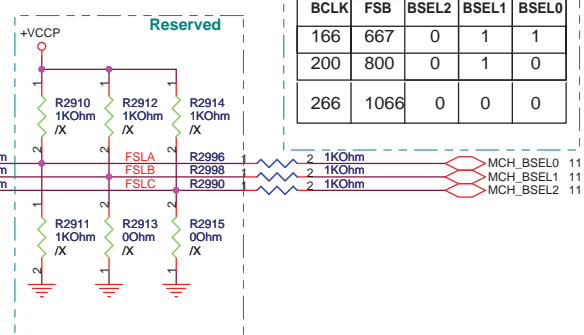 BCLK FSB BSEL2 BSEL1 BSEL0
166 667 0 1 1
200 800 0 1 0
266 1066 0 0 0
Reserved
+VCCP
1 1 1
R2910 R2912 R2914
1KOhm 1KOhm 1KOhm
/X /X /X
2 2 2
m FSLA R2996 1 2 1KOhm MCH_BSEL0 11
m FSLB R2998 1 2 1KOhm MCH_BSEL1 11
m FSLC R2990 1 2 1KOhm MCH_BSEL2 11
1 2 2
R2911 R2913 R2915
1KOhm 0Ohm 0Ohm
/X /X /X
2 1 1